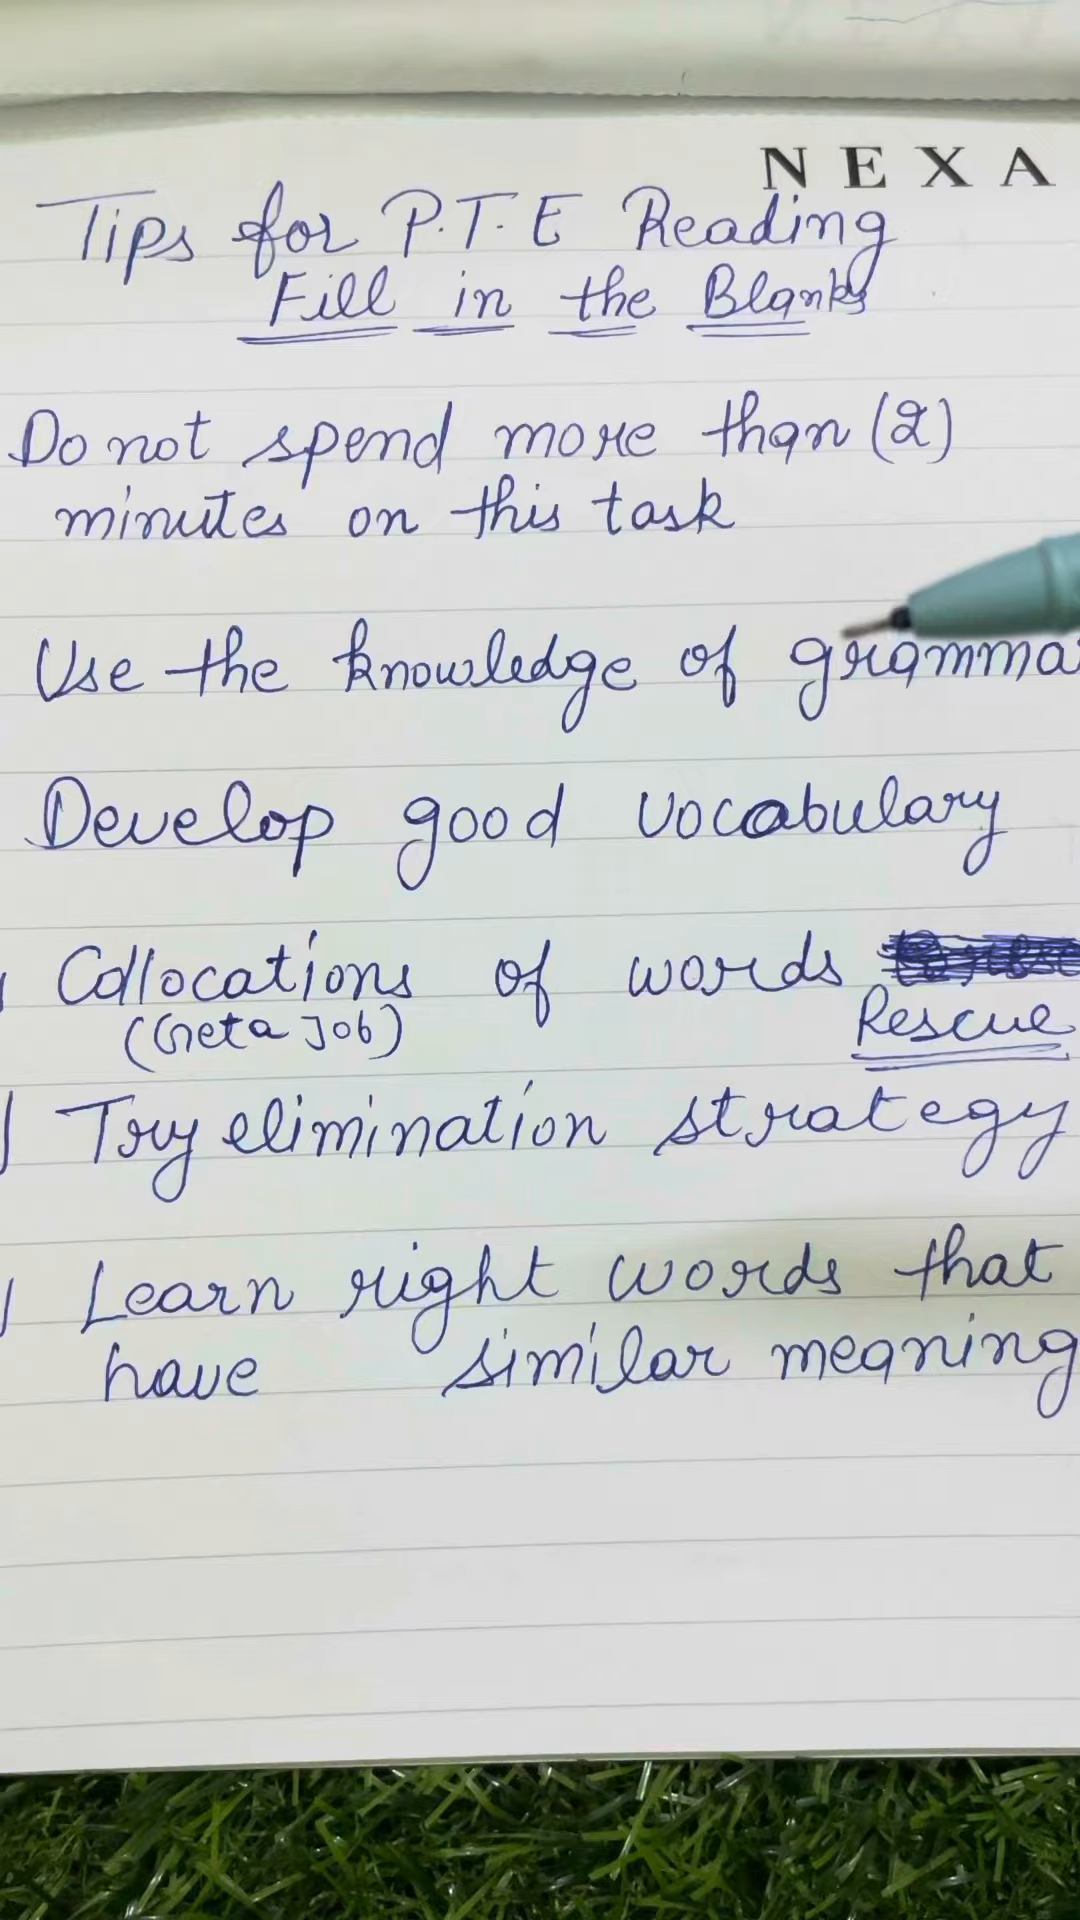 NEXA
Tips for P.T.E Reading
Fill in the Blanks
Do not spend more than (2)
minutes on this task
Use the knowledge of gramma
Develop good vocabulary
Collocations of words
(Get a Job) Rescue
Try elimination strategy
Learn right words that
have similar meaning